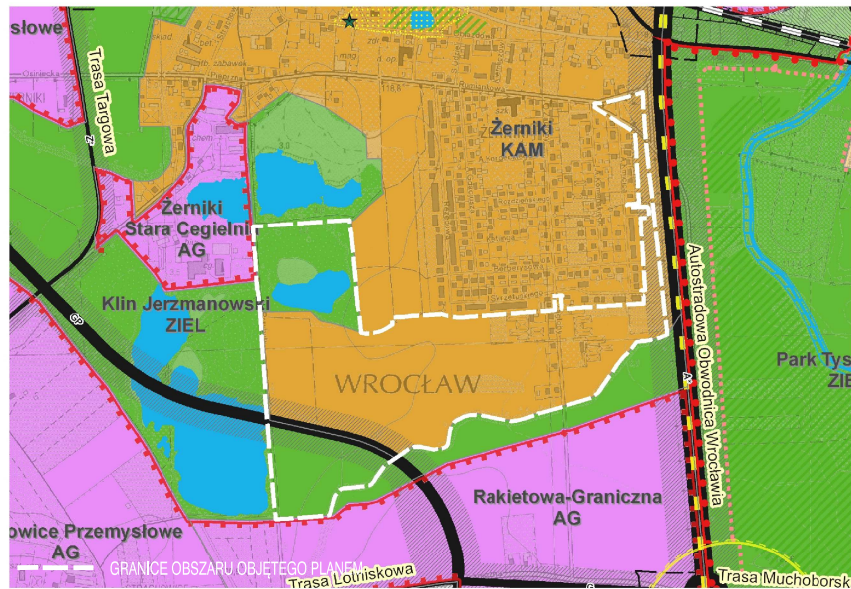 słowe
Trasa Targowa
Żerniki
KAM
Żerniki
Stara Cegielni
AG
Klin Jerzmanowski
ZIEL
GP
WROCŁAW
Autostradowa Obwodnica Wrocławia
Park Tys
ZIE
Rakietowa-Graniczna
AG
owice Przemysłowe
AG
GRANICE OBSZARU OBJĘTEGO PLANEM
Trasa Lotniskowa
Trasa Muchoborsk